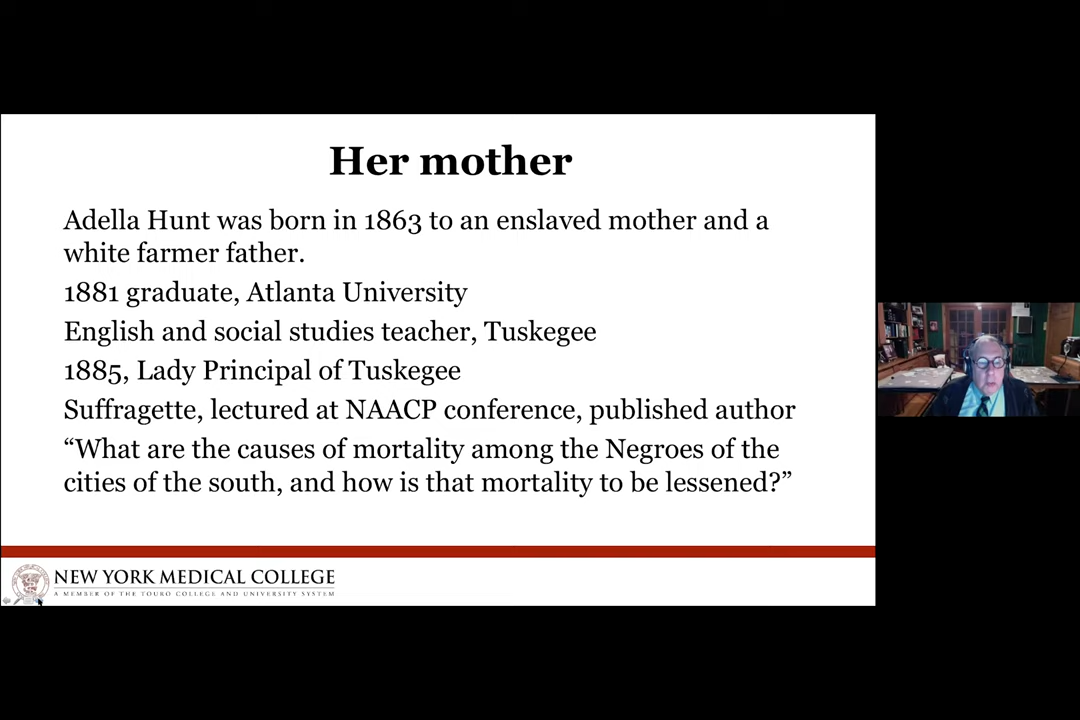 Her mother
Adella Hunt was born in 1863 to an enslaved mother and a
white farmer father.
1881 graduate, Atlanta University
English and social studies teacher, Tuskegee
1885, Lady Principal of Tuskegee
Suffragette, lectured at NAACP conference, published author
“What are the causes of mortality among the Negroes of the
cities of the south, and how is that mortality to be lessened?”
NEW YORK MEDICAL COLLEGE
A MEMBER OF THE TOURO COLLEGE AND UNIVERSITY SYSTEM